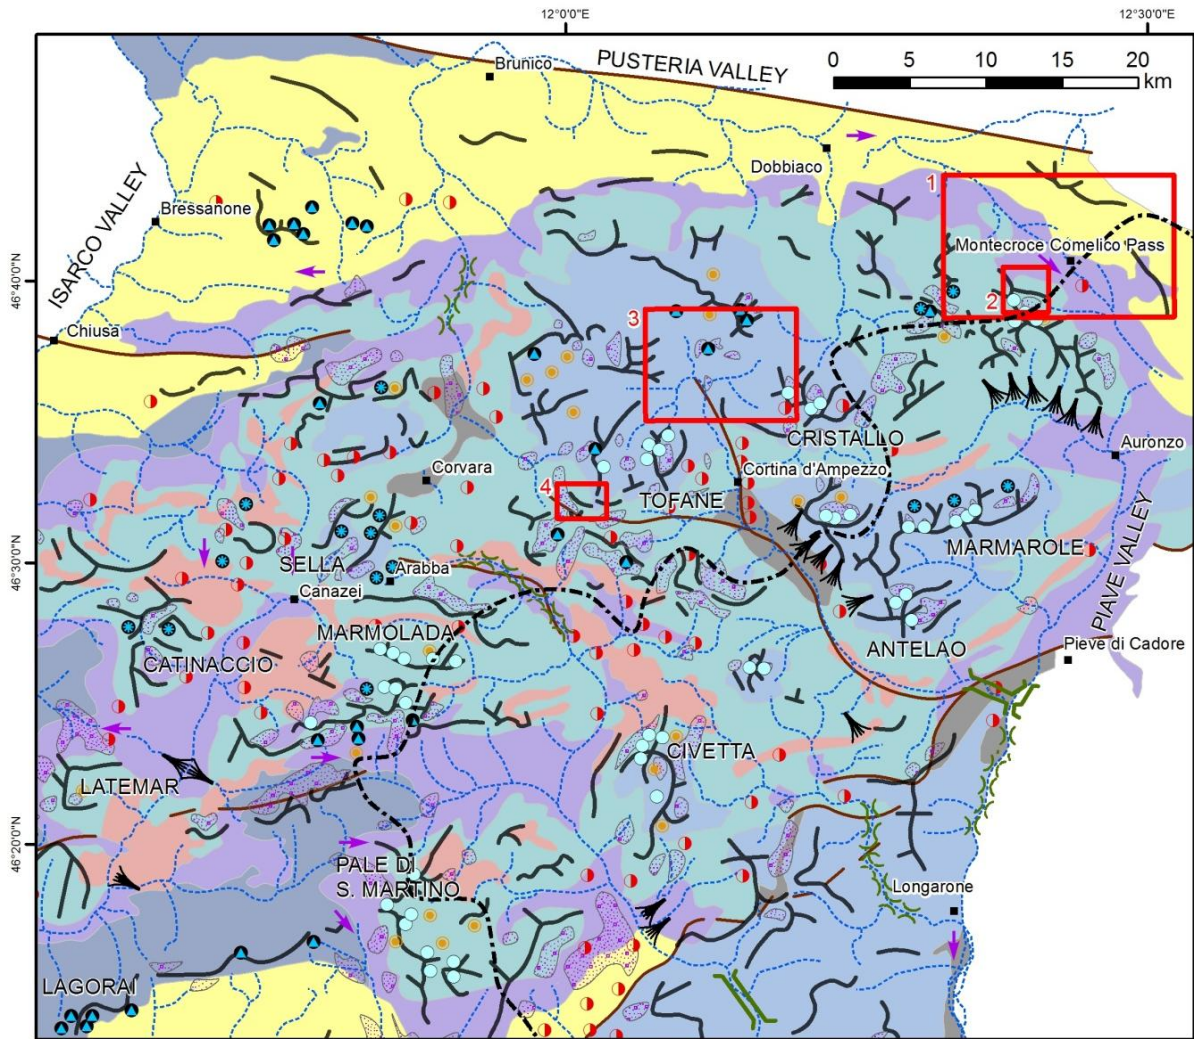 12°0'0"E
12°30'0"E
Brunico
PUSTERIA VALLEY
0 5 10 15 20
km
Dobbiaco
1
ISARCO VALLEY
Bressanone
Montecroce Comelico Pass
46°40'0"N
2
3
Chiusa
CRISTALLO
Auronzo
Corvara
4
TOFANE
Cortina d'Ampezzo
MARMAROLE
PIAVE VALLEY
46°30'0"N
SELLA
Arabba
Canazei
MARMOLADA
ANTELAO
Pieve di Cadore
CATINACCIO
CIVETTA
LATEMAR
46°20'0"N
PALE DI
S. MARTINO
Longarone
LAGORAI